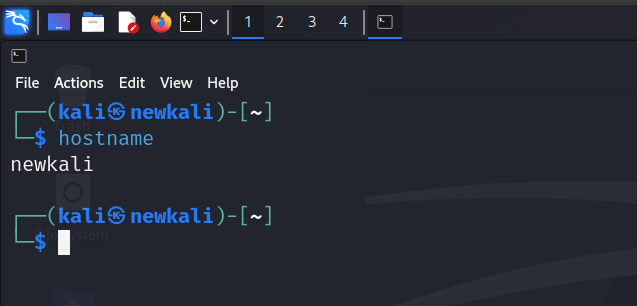 1 2 3 4
File Actions Edit View Help
┌──(kali㉿newkali)-[~]
└─$ hostname
newkali
┌──(kali㉿newkali)-[~]
└─$